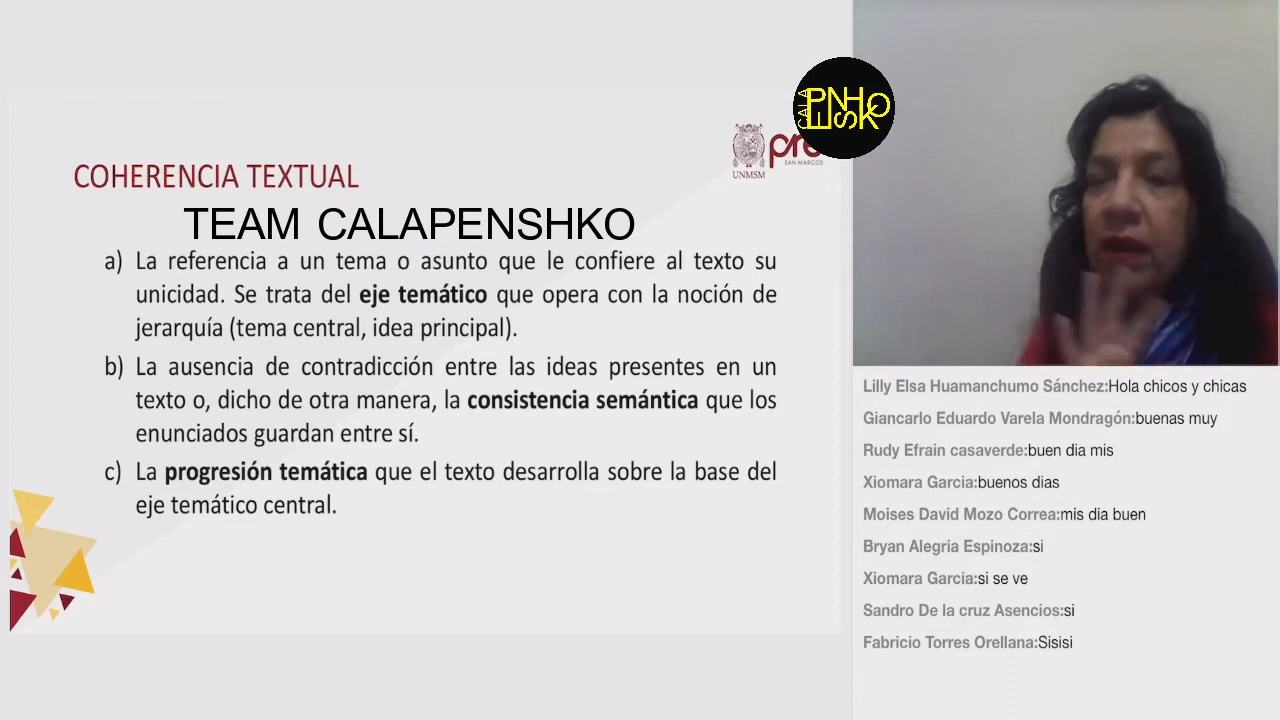 CALA
PENHSKO
pre
SAN MARCOS
UNMSM
COHERENCIA TEXTUAL
TEAM CALAPENSHKO
a) La referencia a un tema o asunto que le confiere al texto su
unicidad. Se trata del eje temático que opera con la noción de
jerarquía (tema central, idea principal).
b) La ausencia de contradicción entre las ideas presentes en un
texto o, dicho de otra manera, la consistencia semántica que los
enunciados guardan entre sí.
c) La progresión temática que el texto desarrolla sobre la base del
eje temático central.
Lilly Elsa Huamanchumo Sánchez:Hola chicos y chicas
Giancarlo Eduardo Varela Mondragón:buenas muy
Rudy Efrain casaverde:buen dia mis
Xiomara Garcia:buenos dias
Moises David Mozo Correa:mis dia buen
Bryan Alegria Espinoza:si
Xiomara Garcia:si se ve
Sandro De la cruz Asencios:si
Fabricio Torres Orellana:Sisisi